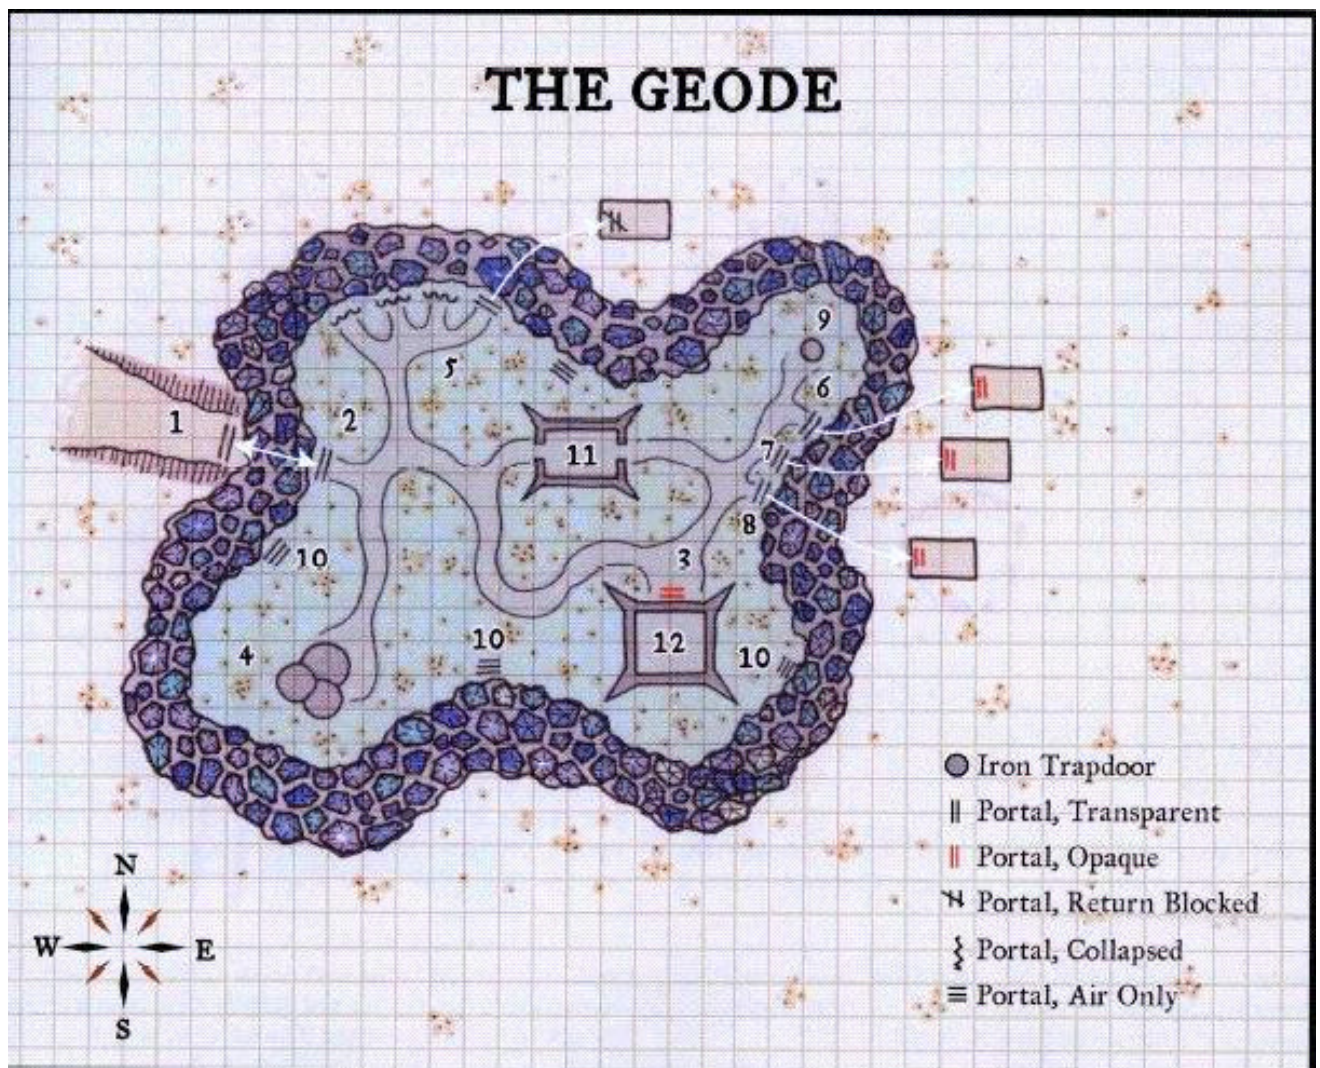 THE GEODE
9
5
6
1
2
11
7
8
10
3
4
10
12
10
Iron Trapdoor
Portal, Transparent
Portal, Opaque
Portal, Return Blocked
Portal, Collapsed
Portal, Air Only
N
W E
S